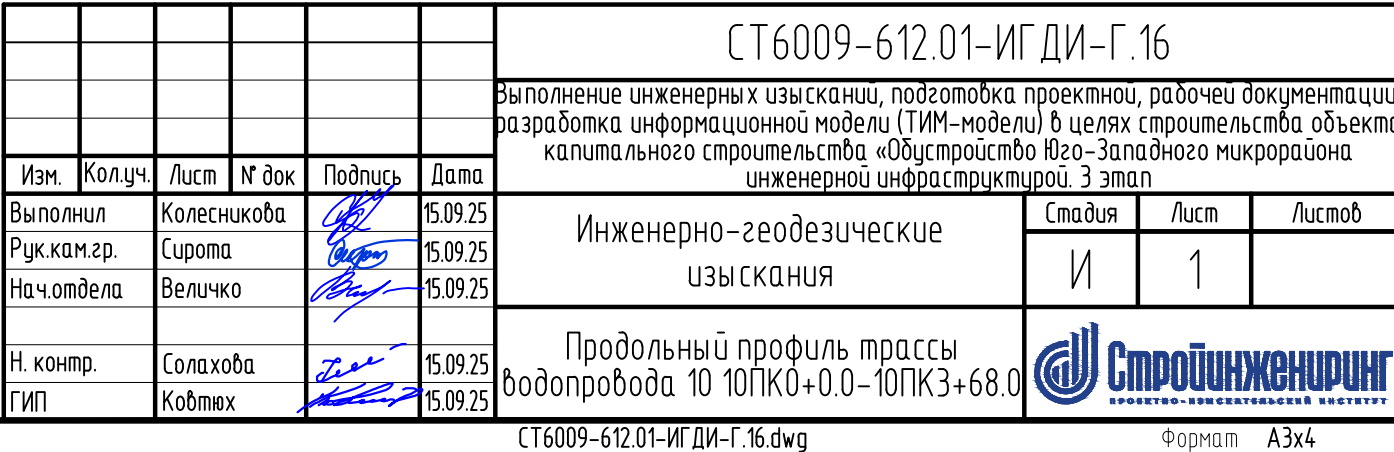 СТ6009-612.01-ИГДИ-Г.16
Выполнение инженерных изысканий, подготовка проектной, рабочей документации
разработка информационной модели (ТИМ-модели) в целях строительства объекта
капитального строительства «Обустройство Юго-Западного микрорайона
инженерной инфраструктурой. 3 этап
Изм. Кол.уч. Лист № док Подпись Дата
Выполнил Колесникова 15.09.25
Рук.кам.гр. Сирота 15.09.25
Нач.отдела Величко 15.09.25
Н. контр. Солахова 15.09.25
ГИП Ковтюх 15.09.25
Инженерно-геодезические
изыскания
Стадия Лист Листов
И 1
Продольный профиль трассы
водопровода 10 10ПК0+0.0-10ПК3+68.0
Стройинжениринг
ПРОЕКТНО-ИЗЫСКАТЕЛЬСКИЙ ИНСТИТУТ
СТ6009-612.01-ИГДИ-Г.16.dwg
Формат А3х4